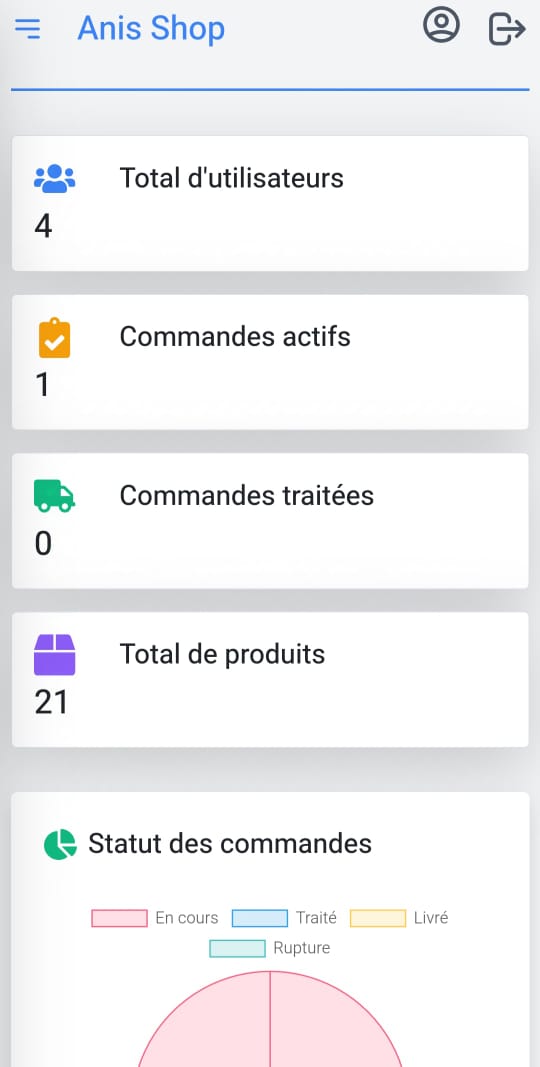 Anis Shop
Total d'utilisateurs
4
Commandes actifs
1
Commandes traitées
0
Total de produits
21
Statut des commandes
En cours Traité Livré
Rupture